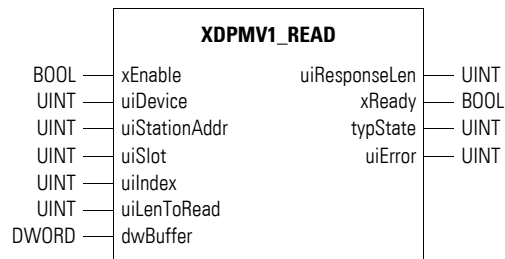 XDPMV1_READ
BOOL xEnable uiResponseLen UINT
UINT uiDevice xReady BOOL
UINT uiStationAddr typState UINT
UINT uiSlot uiError UINT
UINT uiIndex
UINT uiLenToRead
DWORD dwBuffer